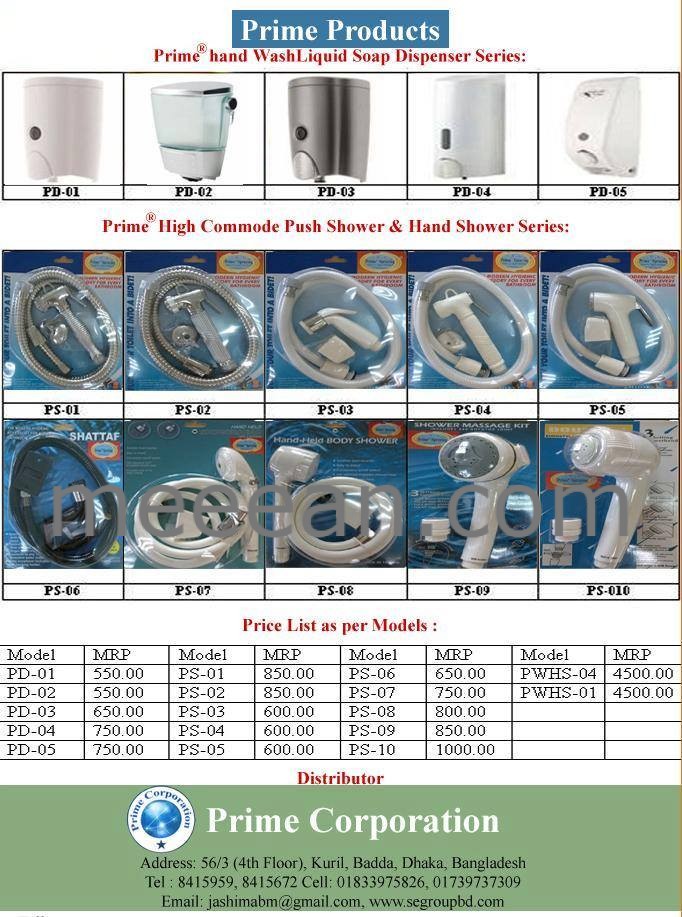 Prime Products
Prime® hand WashLiquid Soap Dispenser Series:
PD-01 PD-02 PD-03 PD-04 PD-05
Prime® High Commode Push Shower & Hand Shower Series:
PS-01 PS-02 PS-03 PS-04 PS-05
SHATTAF
HAND HELD
Hand-Held BODY SHOWER
SHOWER MASSAGE KIT
meeeean.com
PS-06 PS-07 PS-08 PS-09 PS-010
Price List as per Models :
Model MRP Model MRP Model MRP Model MRP
PD-01 550.00 PS-01 850.00 PS-06 650.00 PWHS-04 4500.00
PD-02 550.00 PS-02 850.00 PS-07 750.00 PWHS-01 4500.00
PD-03 650.00 PS-03 600.00 PS-08 800.00
PD-04 750.00 PS-04 600.00 PS-09 850.00
PD-05 750.00 PS-05 600.00 PS-10 1000.00
Distributor
Prime Corporation
Prime Corporation
Address: 56/3 (4th Floor), Kuril, Badda, Dhaka, Bangladesh
Tel : 8415959, 8415672 Cell: 01833975826, 01739737309
Email: jashimabm@gmail.com, www.segroupbd.com